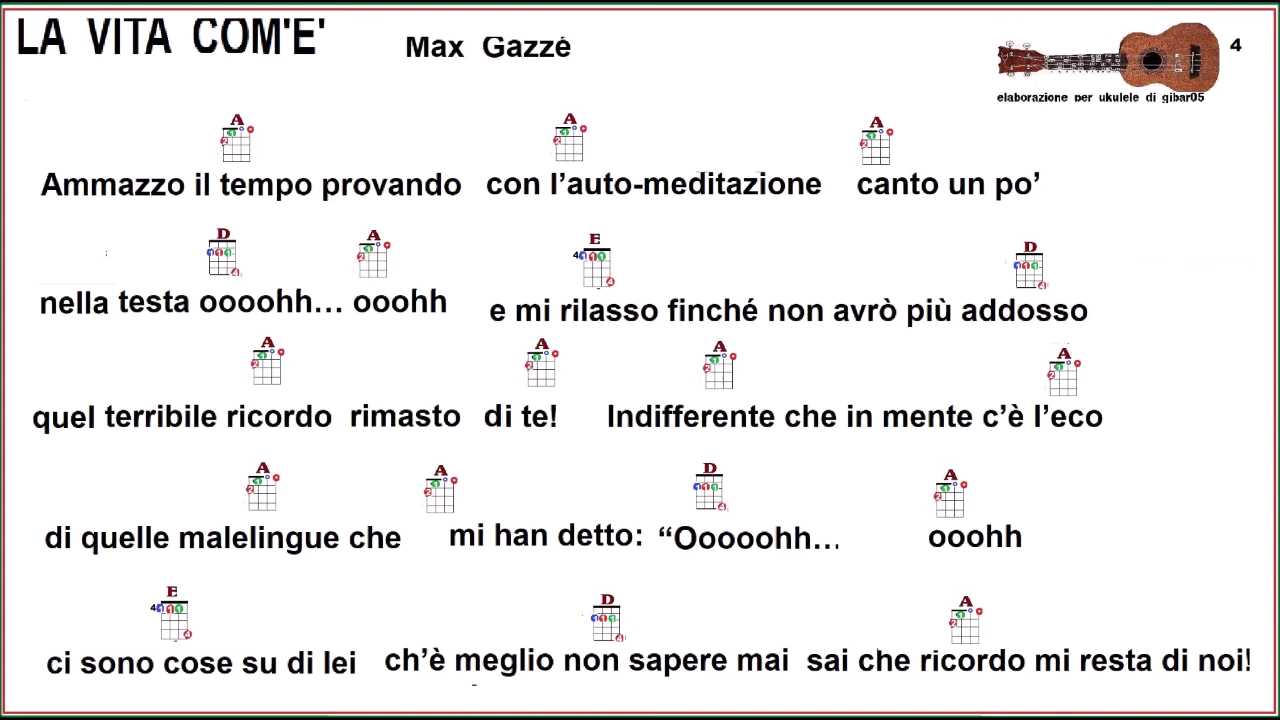 LA VITA COM'E' Max Gazzé 4
elaborazione per ukulele di gibar05
A A A
Ammazzo il tempo provando con l’auto-meditazione canto un po’
D A E D
nella testa oooohh... ooohh e mi rilasso finché non avrò più addosso
A A A A
quel terribile ricordo rimasto di te! Indifferente che in mente c’è l’eco
A A D A
di quelle malelingue che mi han detto: “Ooooohh... ooohh
E D A
ci sono cose su di lei ch’è meglio non sapere mai sai che ricordo mi resta di noi!